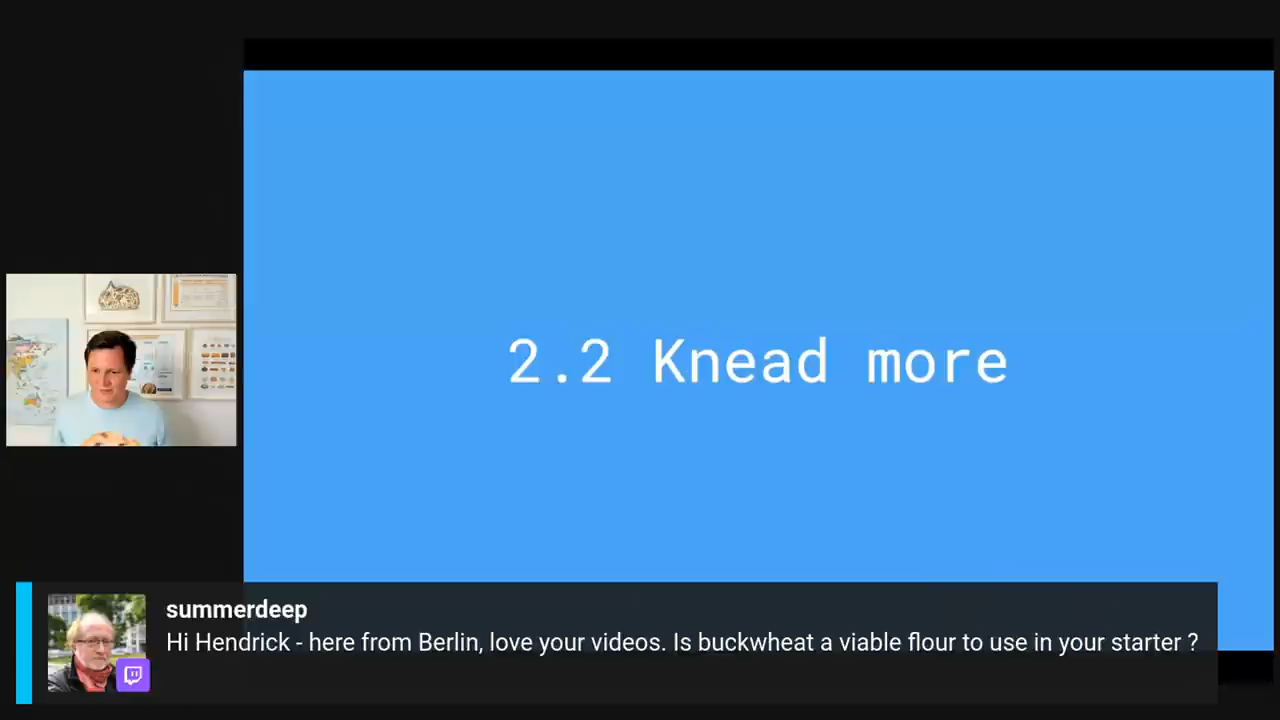 2.2 Knead more
summerdeep
Hi Hendrick - here from Berlin, love your videos. Is buckwheat a viable flour to use in your starter ?